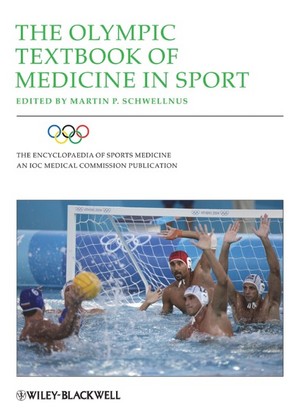 THE OLYMPIC
TEXTBOOK OF
MEDICINE IN SPORT
EDITED BY MARTIN P. SCHWELLNUS
THE ENCYCLOPAEDIA OF SPORTS MEDICINE
AN IOC MEDICAL COMMISSION PUBLICATION
WILEY-BLACKWELL